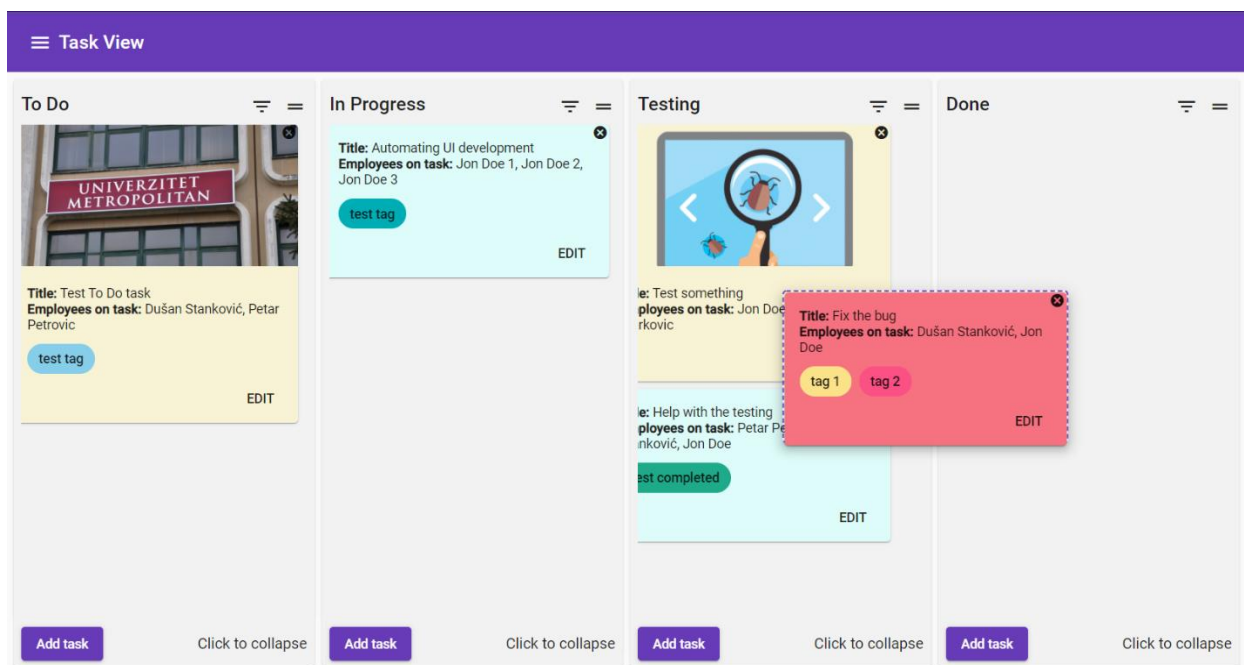 Task View
To Do
UNIVERZITET
METROPOLITAN
Title: Test To Do task
Employees on task: Dušan Stanković, Petar
Petrovic
test tag
EDIT
Add task
Click to collapse
In Progress
Title: Automating UI development
Employees on task: Jon Doe 1, Jon Doe 2,
Jon Doe 3
test tag
EDIT
Add task
Click to collapse
Testing
e: Test something
ployees on task: Jon Doe
rkovic
e: Help with the testing
ployees on task: Petar Pe
nković, Jon Doe
est completed
EDIT
Add task
Click to collapse
Title: Fix the bug
Employees on task: Dušan Stanković, Jon
Doe
tag 1
tag 2
EDIT
Done
Add task
Click to collapse